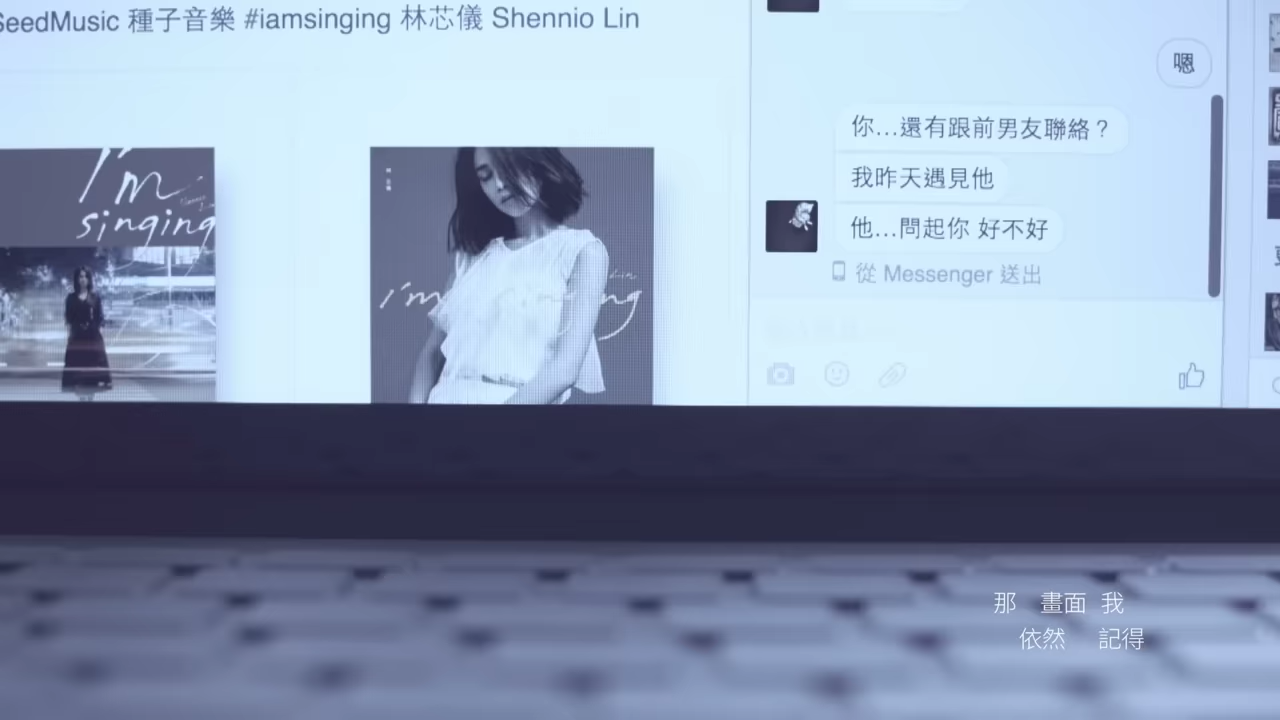 SeedMusic 種子音樂 #iamsinging 林芯儀 Shennio Lin
嗯
你...還有跟前男友聯絡？
我昨天遇見他
他...問起你 好不好
從 Messenger 送出
I'm
singing
i'm singing
那 畫面 我
依然 記得